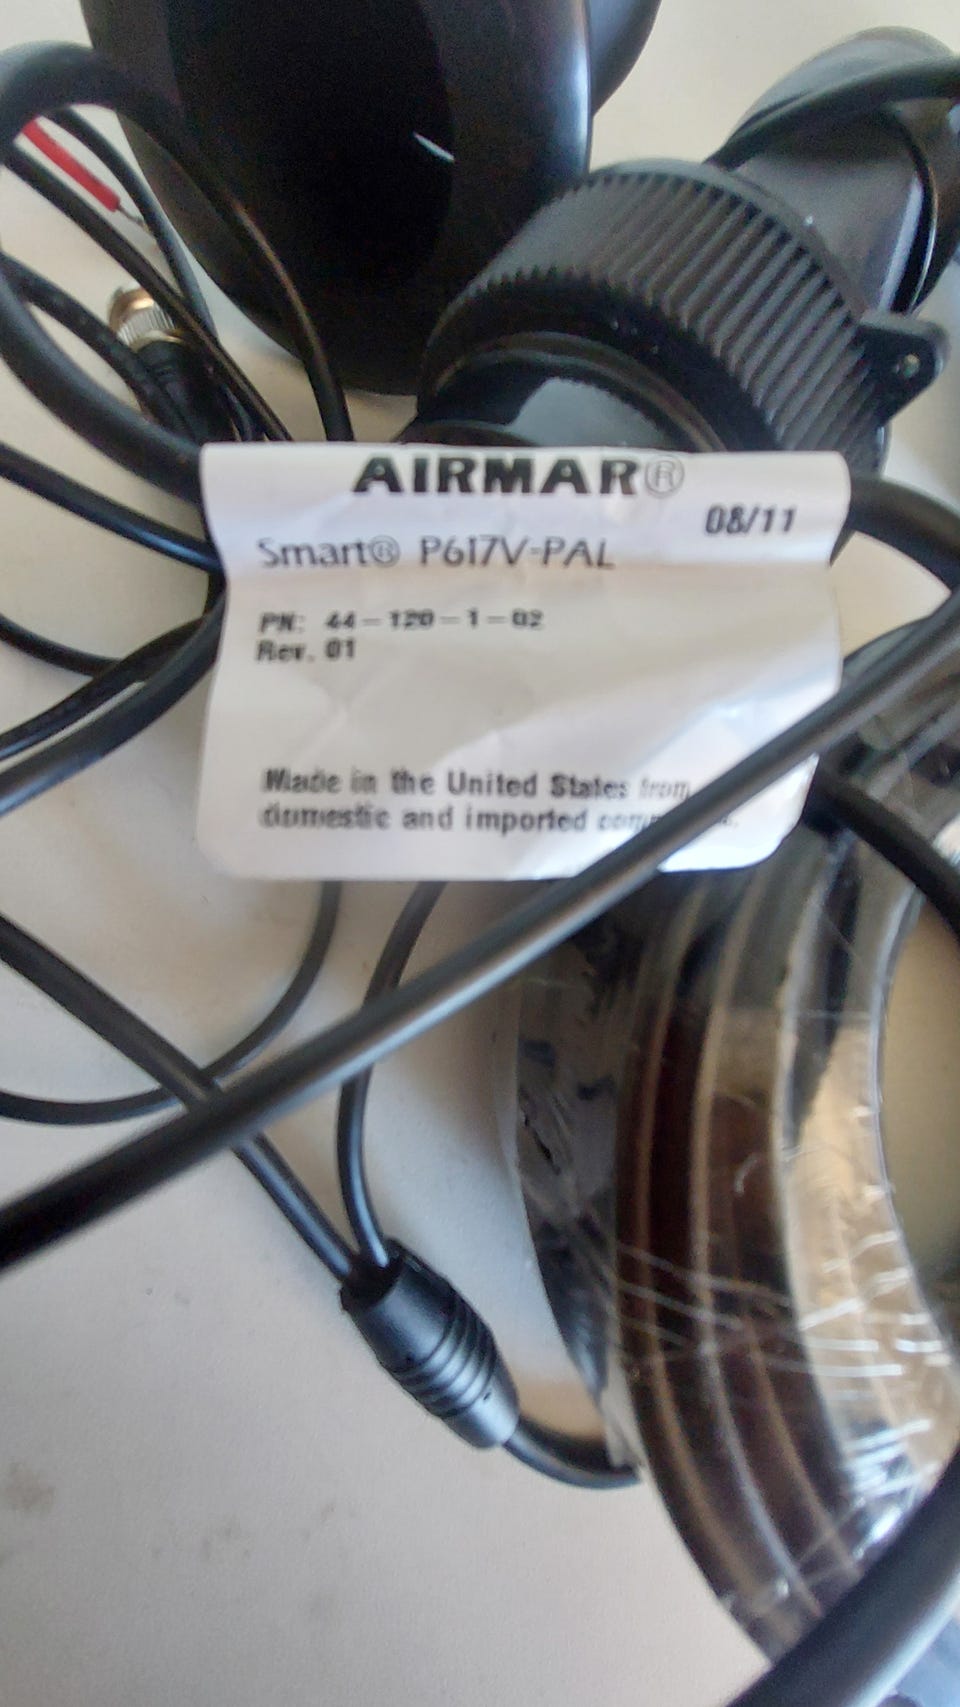 AIRMAR®
08/11
Smart® P617V-PAL
PN: 44-120-1-02
Rev. 01
Made in the United States from
domestic and imported